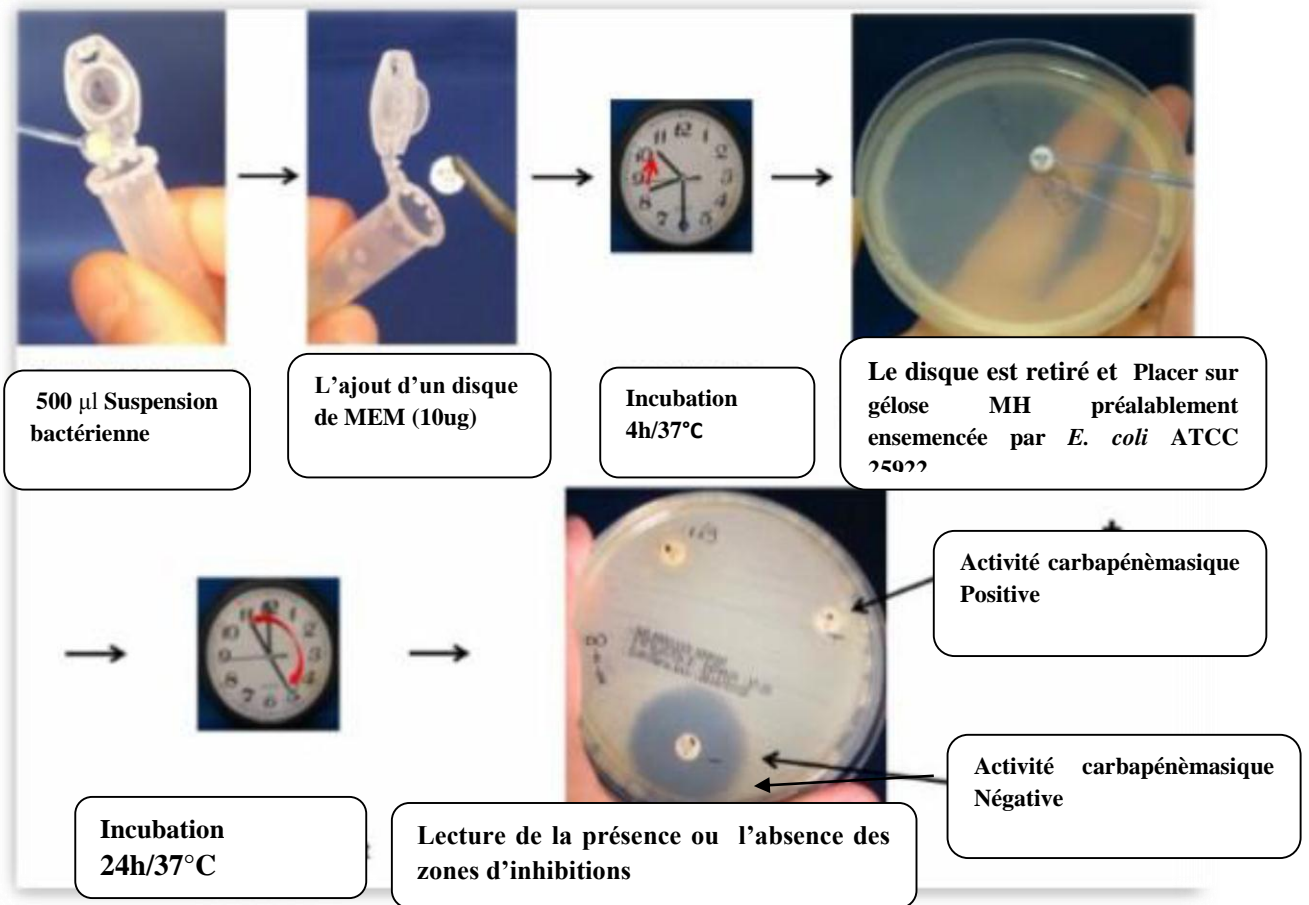 500 µl Suspension
bactérienne
L’ajout d’un disque
de MEM (10ug)
Incubation
4h/37°C
Le disque est retiré et Placer sur
gélose MH préalablement
ensemencée par E. coli ATCC
25922
Activité carbapénèmasique
Positive
Activité carbapénèmasique
Négative
Incubation
24h/37°C
Lecture de la présence ou l’absence des
zones d’inhibitions